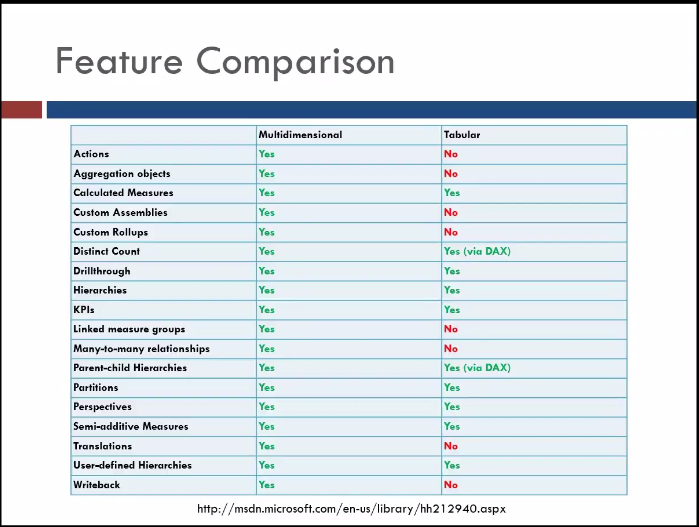 Feature Comparison
Multidimensional Tabular
Actions Yes No
Aggregation objects Yes No
Calculated Measures Yes Yes
Custom Assemblies Yes No
Custom Rollups Yes No
Distinct Count Yes Yes (via DAX)
Drillthrough Yes Yes
Hierarchies Yes Yes
KPIs Yes Yes
Linked measure groups Yes No
Many-to-many relationships Yes No
Parent-child Hierarchies Yes Yes (via DAX)
Partitions Yes Yes
Perspectives Yes Yes
Semi-additive Measures Yes Yes
Translations Yes No
User-defined Hierarchies Yes Yes
Writeback Yes No
http://msdn.microsoft.com/en-us/library/hh212940.aspx